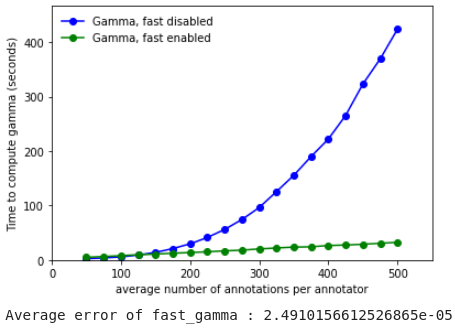 Gamma, fast disabled
Gamma, fast enabled
400
300
200
100
0
Time to compute gamma (seconds)
0 100 200 300 400 500
average number of annotations per annotator
Average error of fast_gamma : 2.4910156612526865e-05